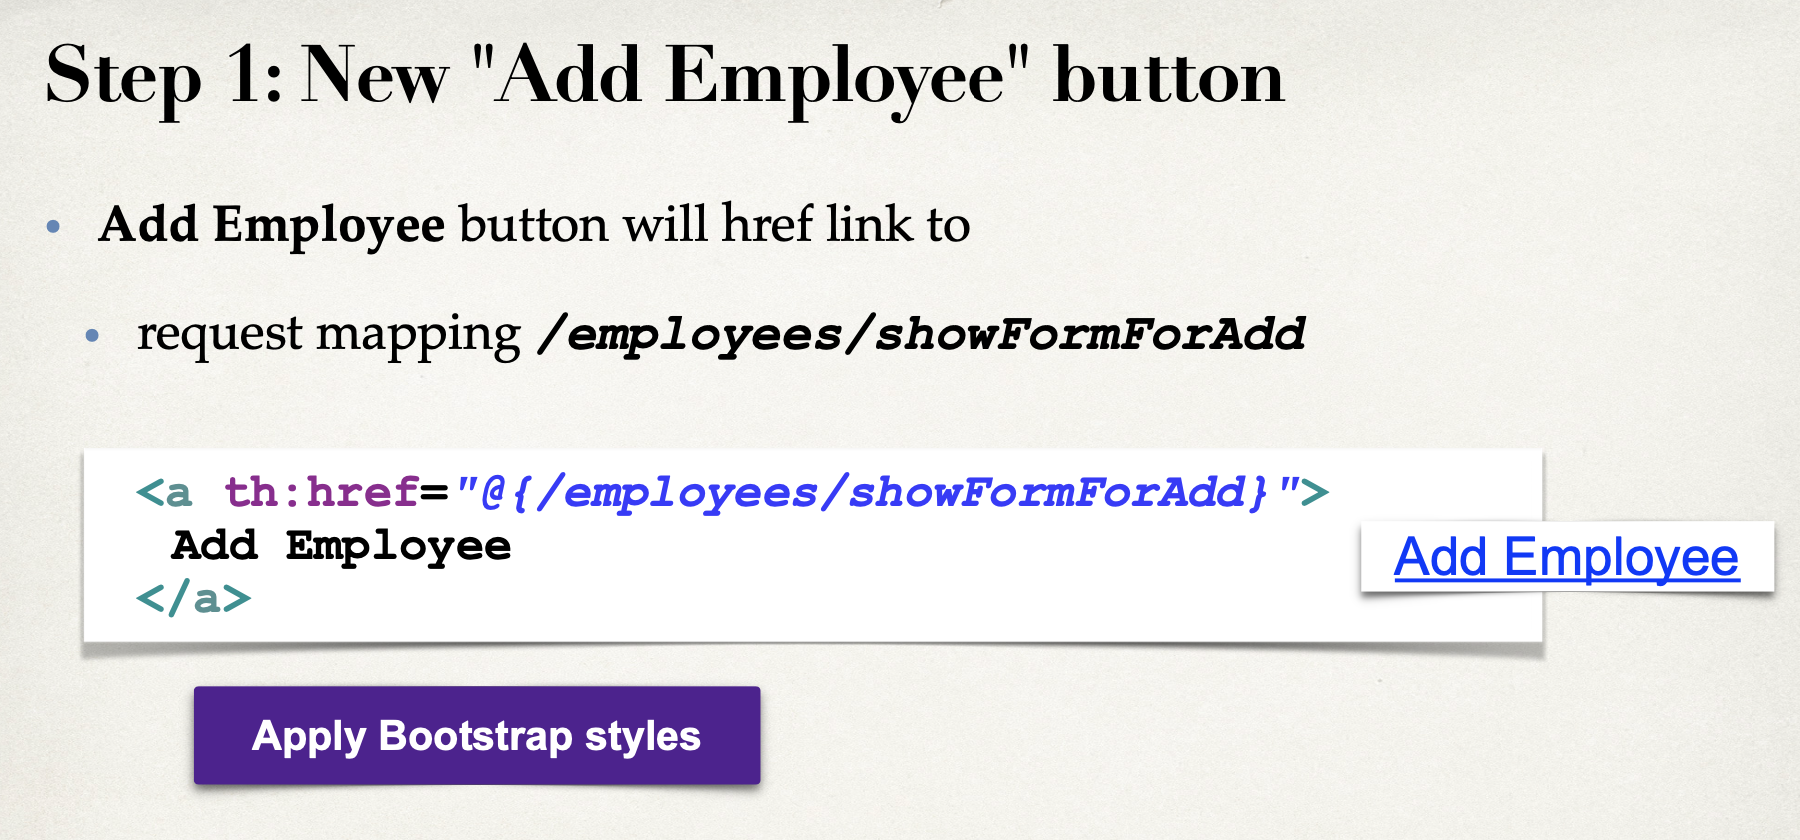 Step 1: New "Add Employee" button
• Add Employee button will href link to
• request mapping /employees/showFormForAdd
<a th:href="@{/employees/showFormForAdd}">
Add Employee
</a>
Add Employee
Apply Bootstrap styles